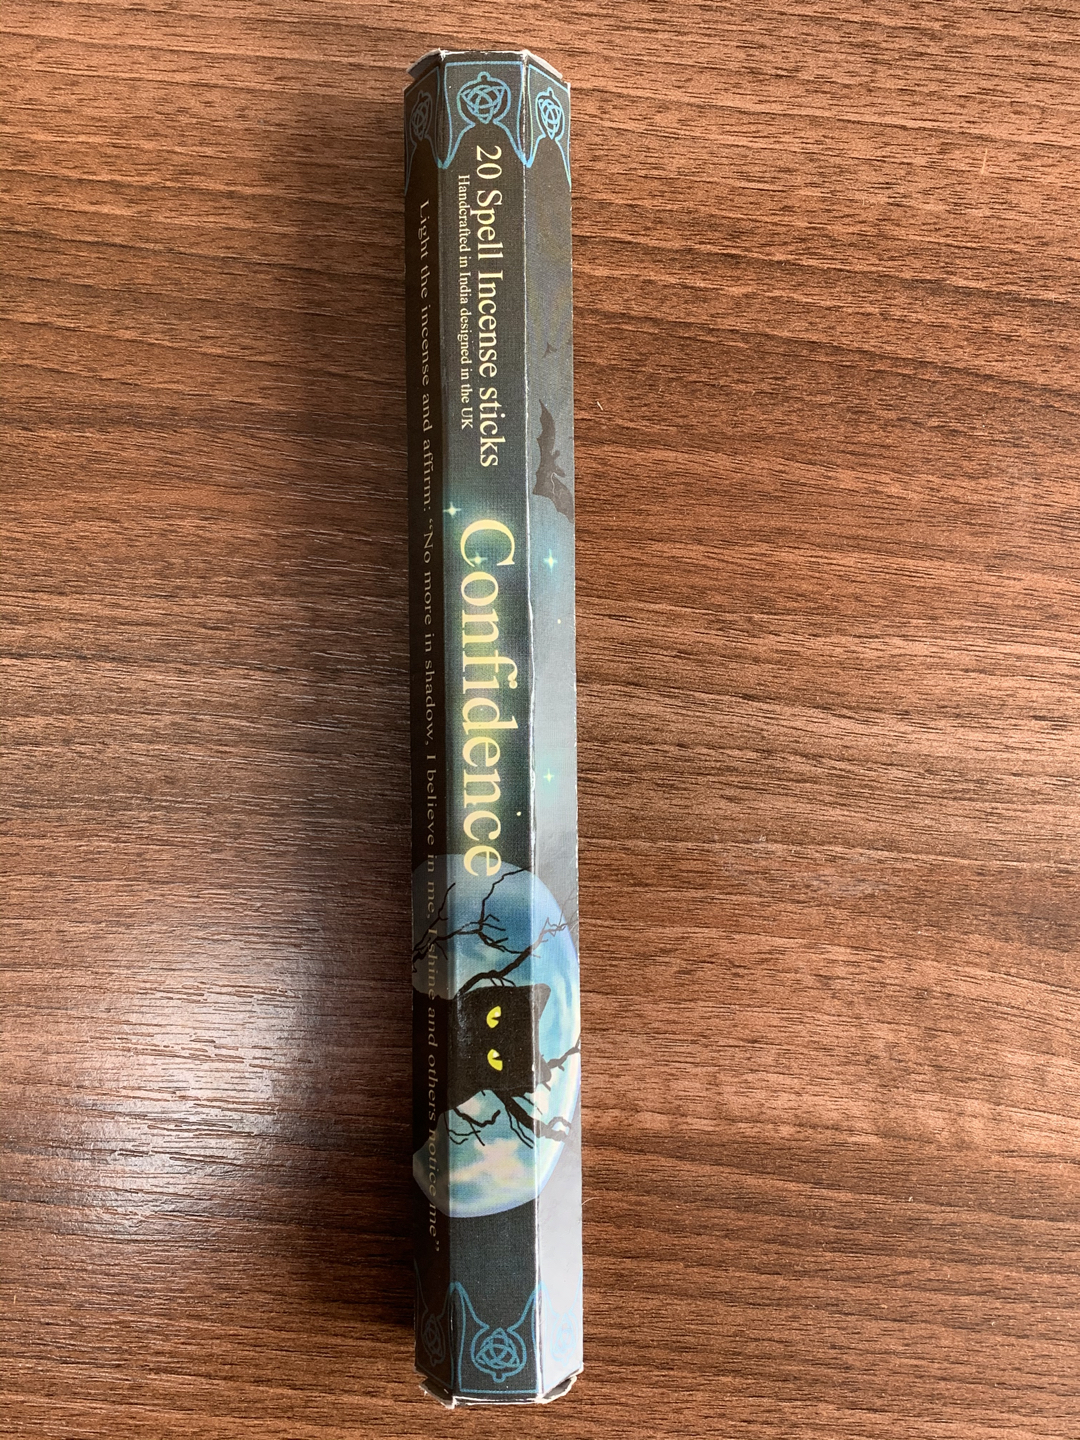 20 Spell Incense sticks
Handcrafted in India designed in the UK
Confidence
Light the incense and affirm: “No more in shadow, I believe in me, I shine and others notice me”